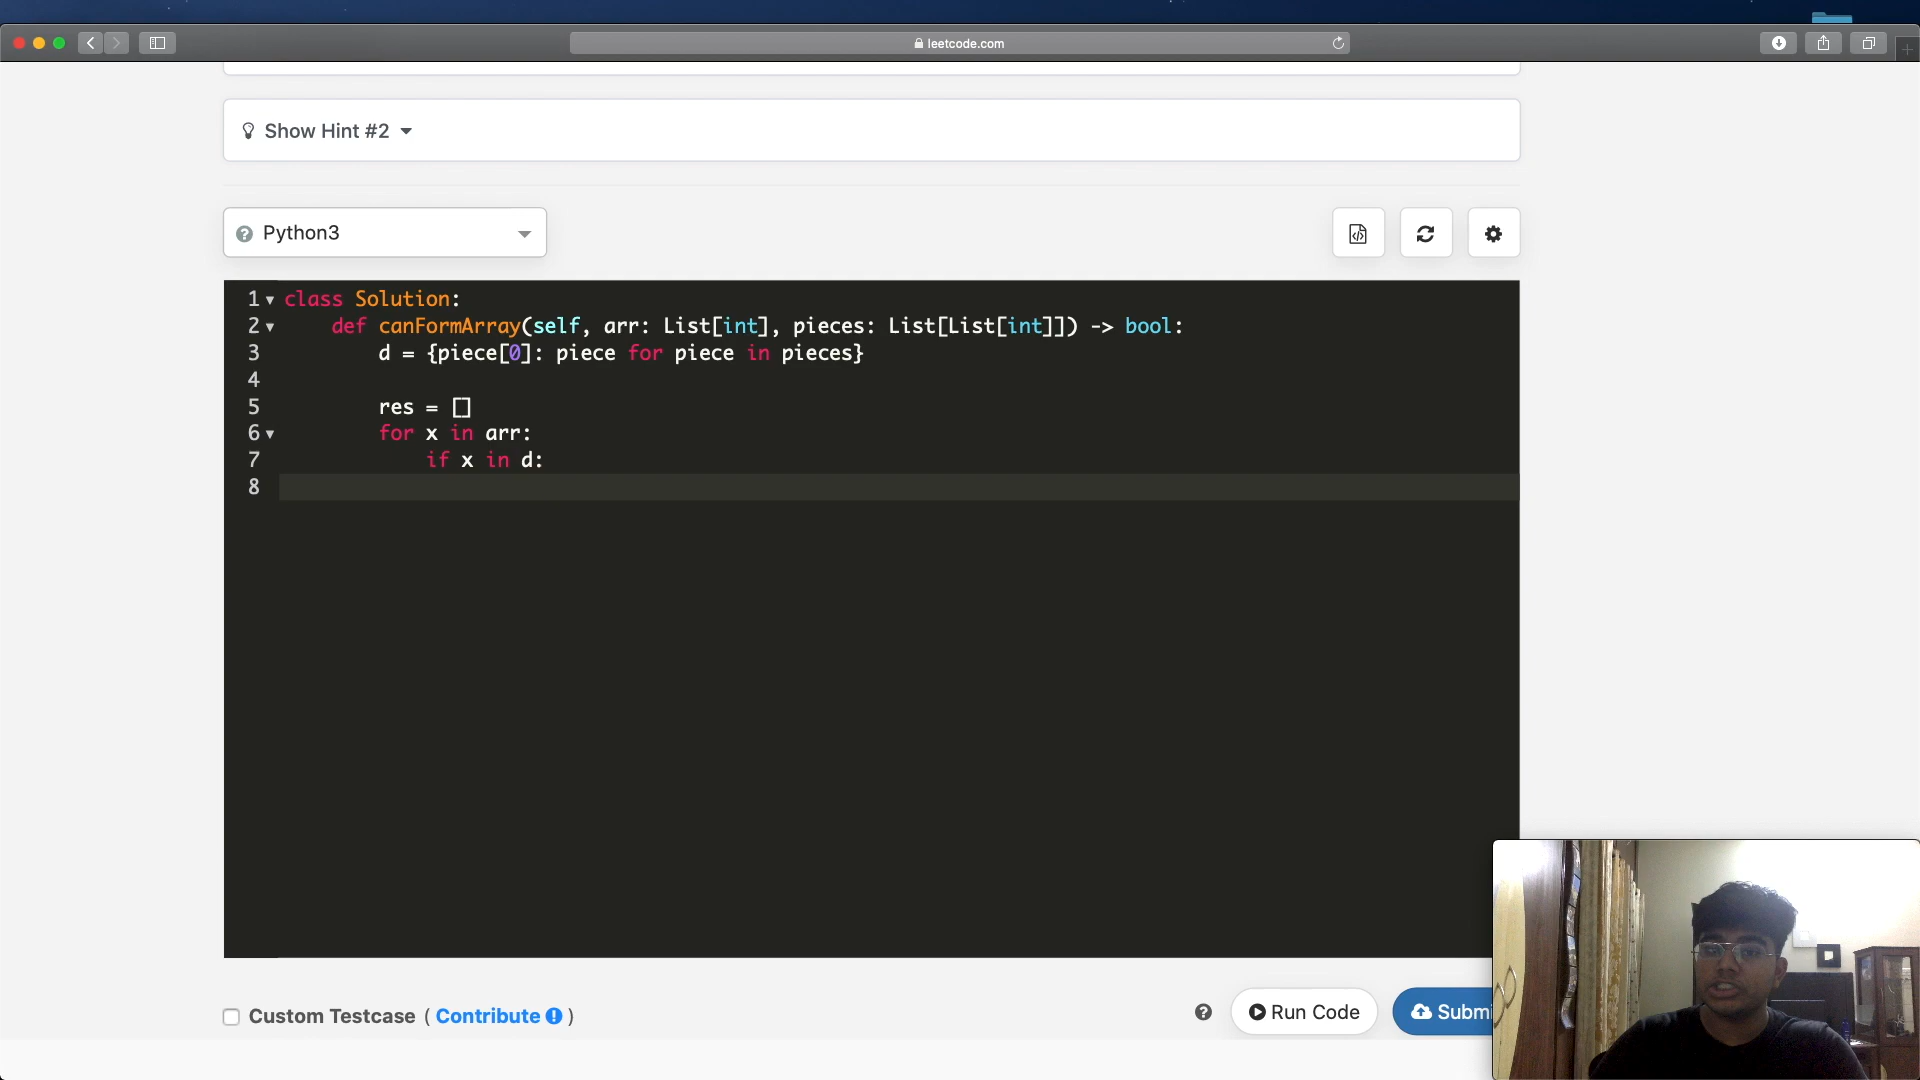 leetcode.com
Show Hint #2
Python3
1 class Solution:
2 def canFormArray(self, arr: List[int], pieces: List[List[int]]) -> bool:
3 d = {piece[0]: piece for piece in pieces}
4
5 res = []
6 for x in arr:
7 if x in d:
8
Custom Testcase ( Contribute )
Run Code
Submi